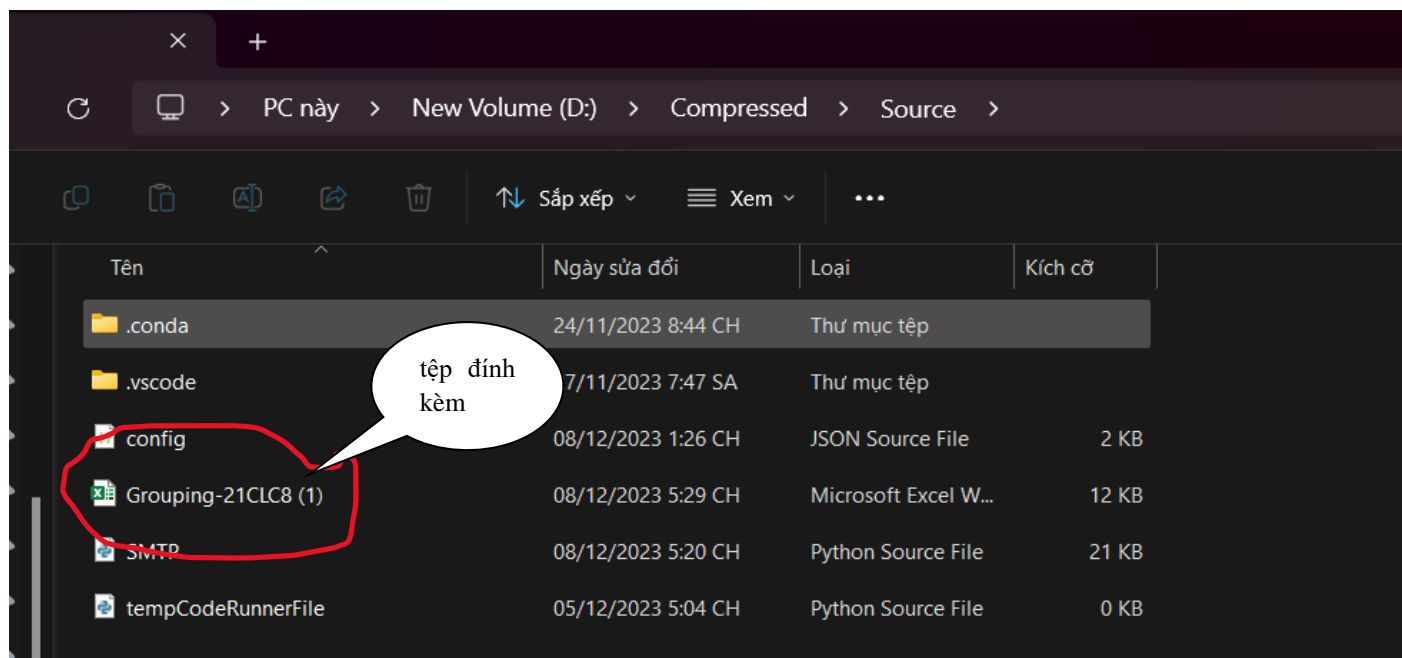 PC này > New Volume (D:) > Compressed > Source >
Sắp xếp Xem
Tên Ngày sửa đổi Loại Kích cỡ
.conda 24/11/2023 8:44 CH Thư mục tệp
.vscode 7/11/2023 7:47 SA Thư mục tệp
tệp đính
kèm
config 08/12/2023 1:26 CH JSON Source File 2 KB
Grouping-21CLC8 (1) 08/12/2023 5:29 CH Microsoft Excel W... 12 KB
SMTP 08/12/2023 5:20 CH Python Source File 21 KB
tempCodeRunnerFile 05/12/2023 5:04 CH Python Source File 0 KB